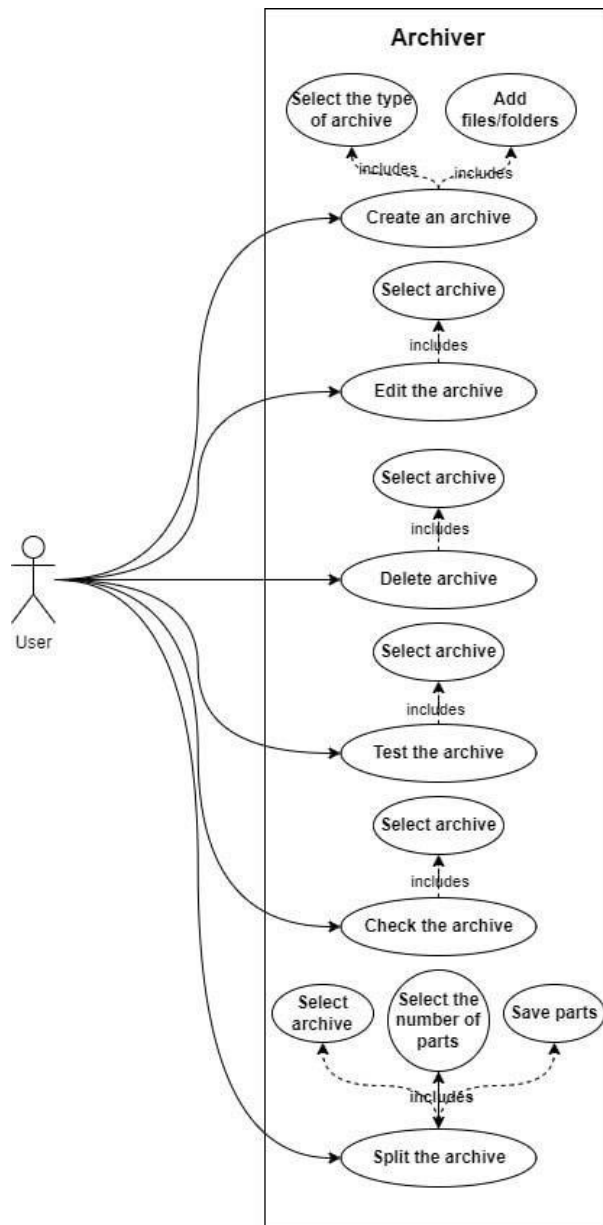 Archiver
Select the type
of archive
Add
files/folders
includes
includes
Create an archive
Select archive
includes
Edit the archive
Select archive
includes
Delete archive
User
Select archive
includes
Test the archive
Select archive
includes
Check the archive
Select
archive
Select the
number of
parts
Save parts
includes
Split the archive